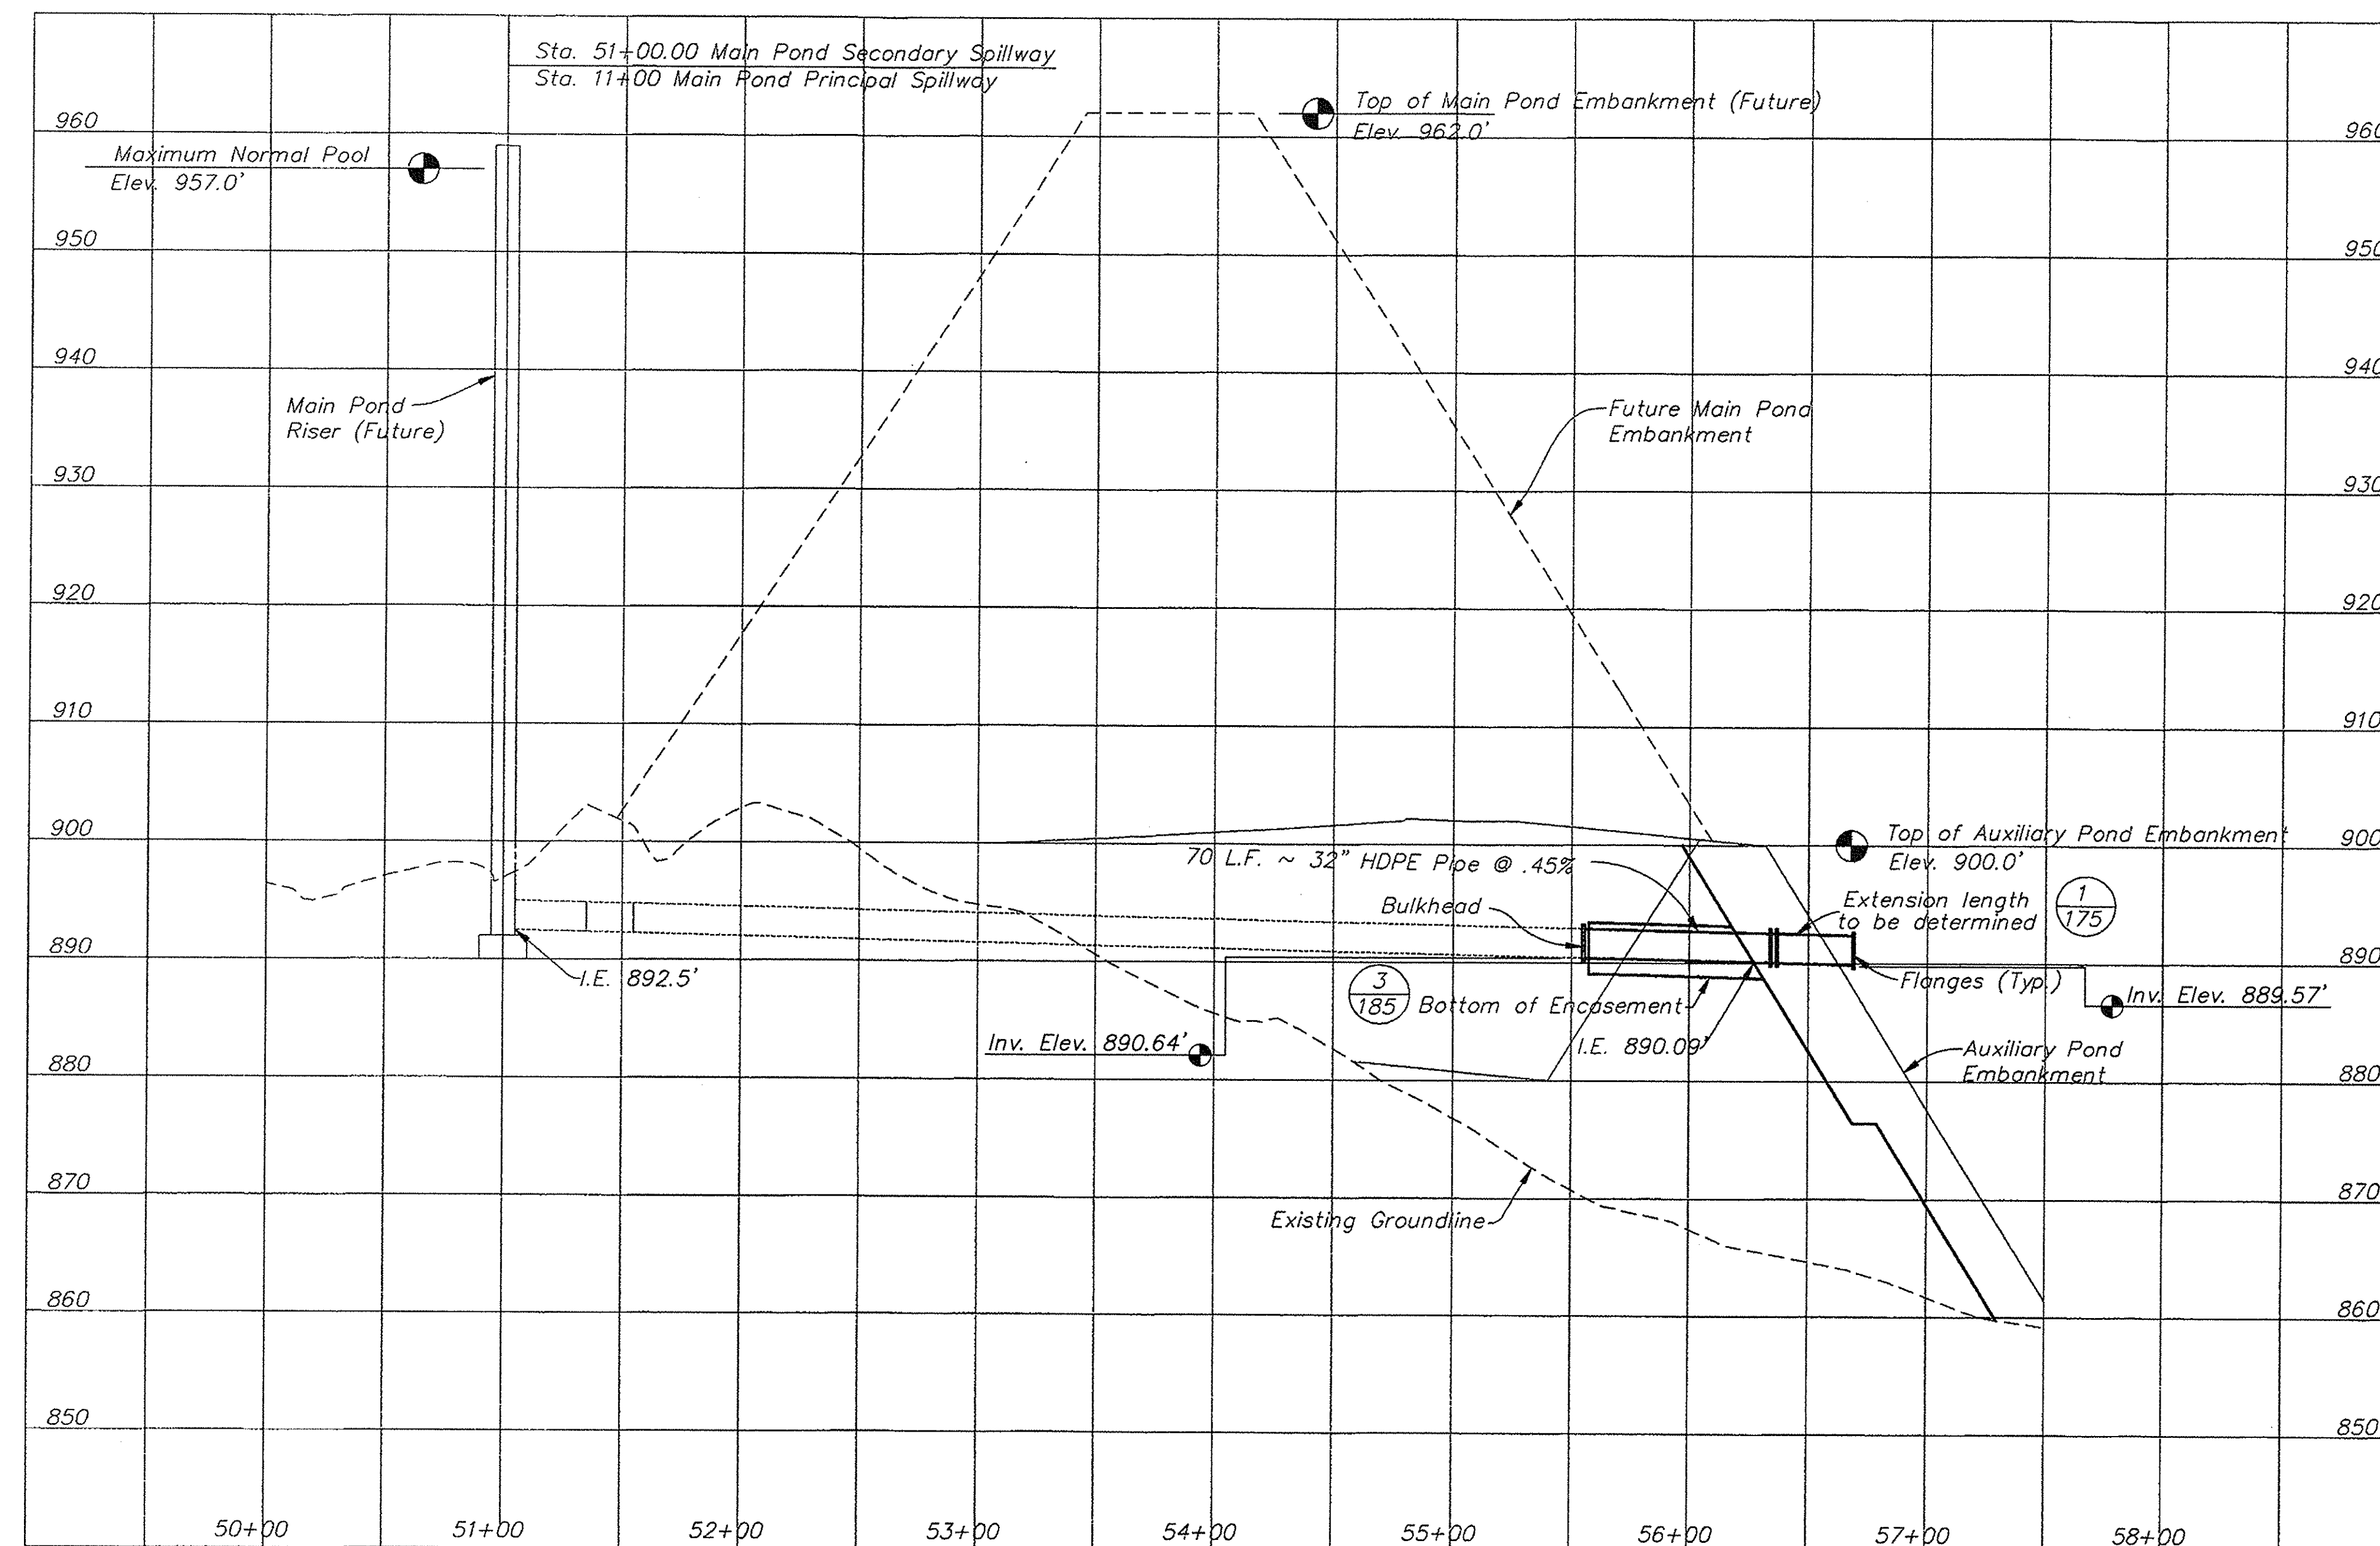 Sta. 51+00.00 Main Pond Secondary Spillway
Sta. 11+00 Main Pond Principal Spillway
Top of Main Pond Embankment (Future)
Elev. 962.0'
960
960
Maximum Normal Pool
Elev. 957.0'
950
950
940
940
Main Pond
Riser (Future)
Future Main Pond
Embankment
930
930
920
920
910
910
900
900
Top of Auxiliary Pond Embankment
Elev. 900.0'
70 L.F. ~ 32" HDPE Pipe @ .45%
Bulkhead
Extension length
to be determined
1
175
890
890
I.E. 892.5'
Flanges (Typ.)
3
185
Bottom of Encasement
Inv. Elev. 889.57'
Inv. Elev. 890.64'
I.E. 890.09'
Auxiliary Pond
Embankment
880
880
870
870
Existing Groundline
860
860
850
850
50+00
51+00
52+00
53+00
54+00
55+00
56+00
57+00
58+00